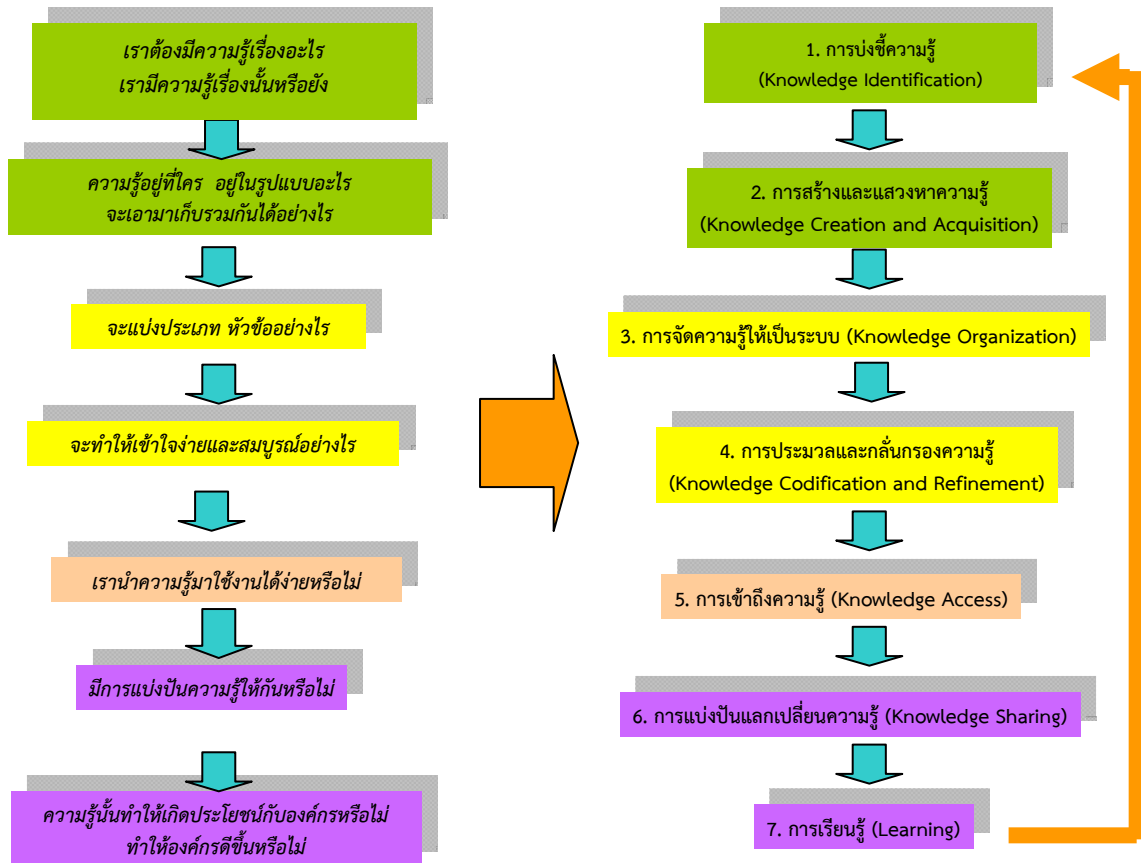 เราต้องมีความรู้เรื่องอะไร
เรามีความรู้เรื่องนั้นหรือยัง
ความรู้อยู่ที่ใคร อยู่ในรูปแบบอะไร
จะเอามาเก็บรวมกันได้อย่างไร
จะแบ่งประเภท หัวข้ออย่างไร
จะทำให้เข้าใจง่ายและสมบูรณ์อย่างไร
เรานำความรู้มาใช้งานได้ง่ายหรือไม่
มีการแบ่งปันความรู้ให้กันหรือไม่
ความรู้นั้นทำให้เกิดประโยชน์กับองค์กรหรือไม่
ทำให้องค์กรดีขึ้นหรือไม่
1. การบ่งชี้ความรู้
(Knowledge Identification)
2. การสร้างและแสวงหาความรู้
(Knowledge Creation and Acquisition)
3. การจัดความรู้ให้เป็นระบบ (Knowledge Organization)
4. การประมวลและกลั่นกรองความรู้
(Knowledge Codification and Refinement)
5. การเข้าถึงความรู้ (Knowledge Access)
6. การแบ่งปันแลกเปลี่ยนความรู้ (Knowledge Sharing)
7. การเรียนรู้ (Learning)